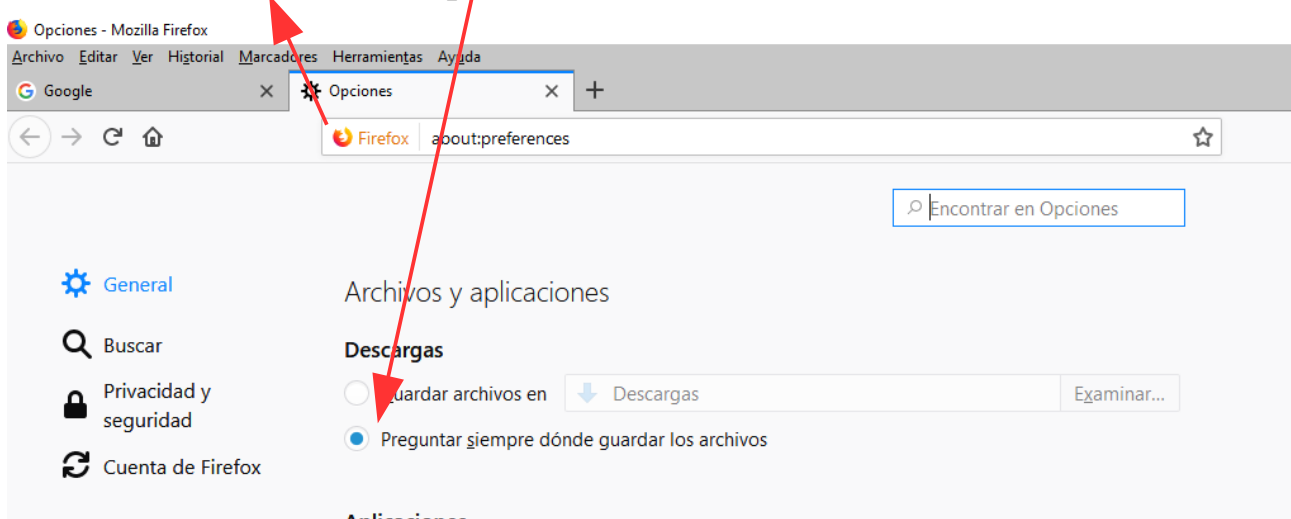 Opciones - Mozilla Firefox
Archivo Editar Ver Historial Marcadores Herramientas Ayuda
Google Opciones
Firefox about:preferences
Encontrar en Opciones
General
Archivos y aplicaciones
Buscar
Descargas
Privacidad y seguridad
Guardar archivos en Descargas Examinar...
Preguntar siempre dónde guardar los archivos
Cuenta de Firefox
Aplicaciones